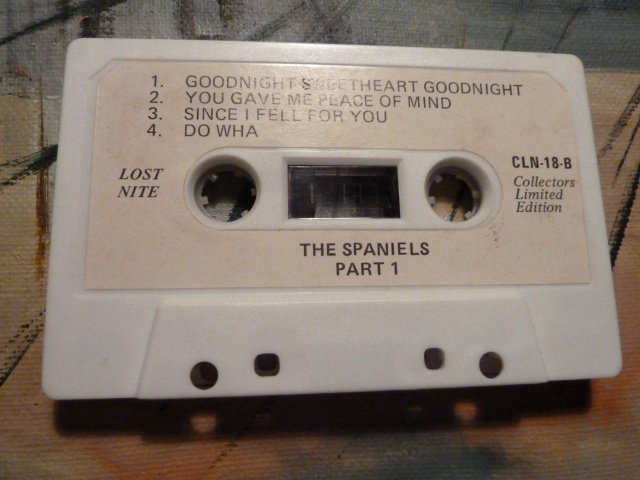 1. GOODNIGHT SWEETHEART GOODNIGHT
2. YOU GAVE ME PLACE OF MIND
3. SINCE I FELL FOR YOU
4. DO WHA
LOST
NITE
CLN-18-B
Collectors
Limited
Edition
THE SPANIELS
PART 1